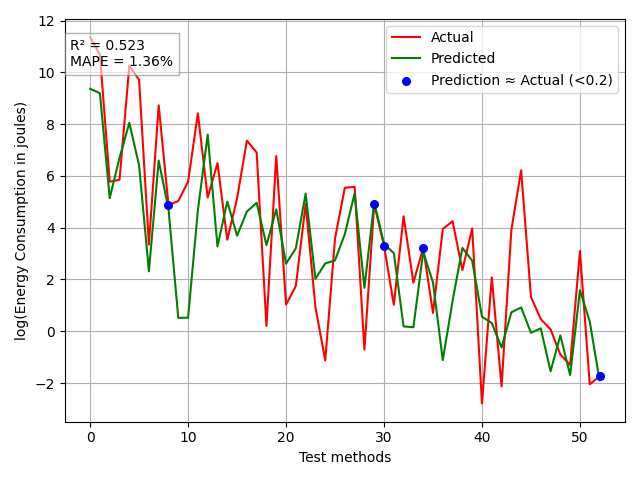 R² = 0.523
MAPE = 1.36%
Actual
Predicted
Prediction ≈ Actual (<0.2)
log(Energy Consumption in joules)
12
10
8
6
4
2
0
−2
0 10 20 30 40 50
Test methods